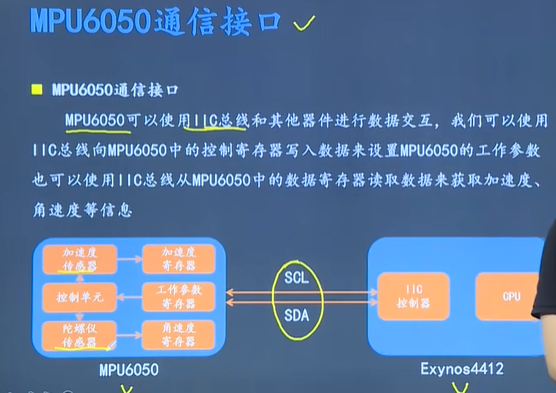 MPU6050通信接口
MPU6050通信接口
MPU6050可以使用IIC总线和其他器件进行数据交互，我们可以使用
IIC总线向MPU6050中的控制寄存器写入数据来设置MPU6050的工作参数
也可以使用IIC总线从MPU6050中的数据寄存器读取数据来获取加速度、
角速度等信息
加速度
传感器
加速度
寄存器
控制单元
工作参数
寄存器
陀螺仪
传感器
角速度
寄存器
MPU6050
SCL
SDA
IIC
控制器
CPU
Exynos4412